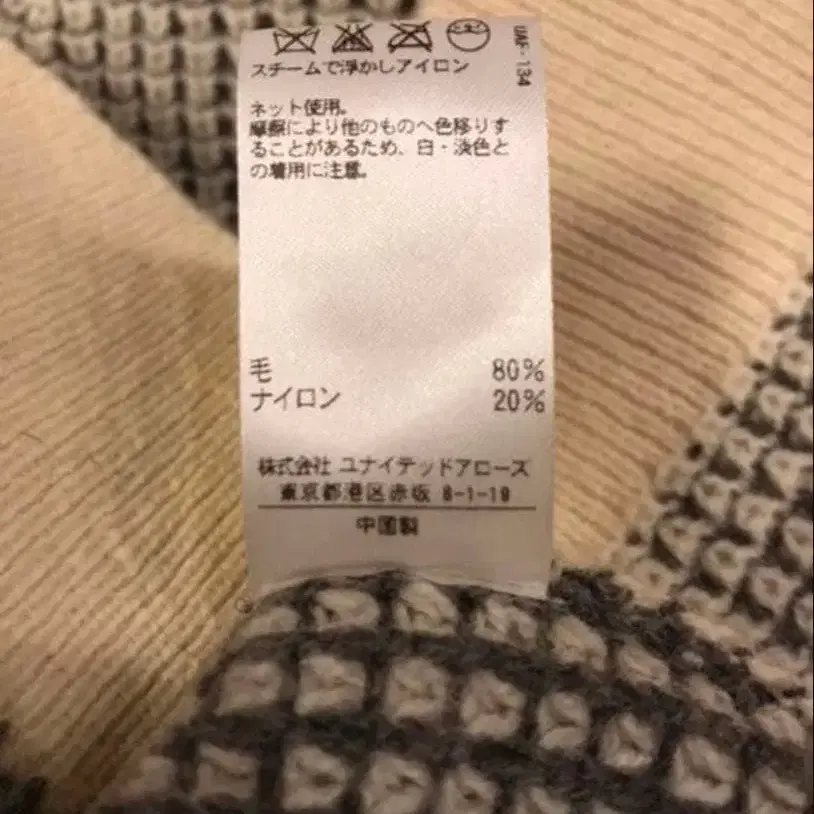 UAF-134
スチームで浮かしアイロン
ネット使用。
摩擦により他のものへ色移りす
ることがあるため、白・淡色と
の着用に注意。
毛 80%
ナイロン 20%
株式会社 ユナイテッドアローズ
東京都港区赤坂 8-1-19
中国製